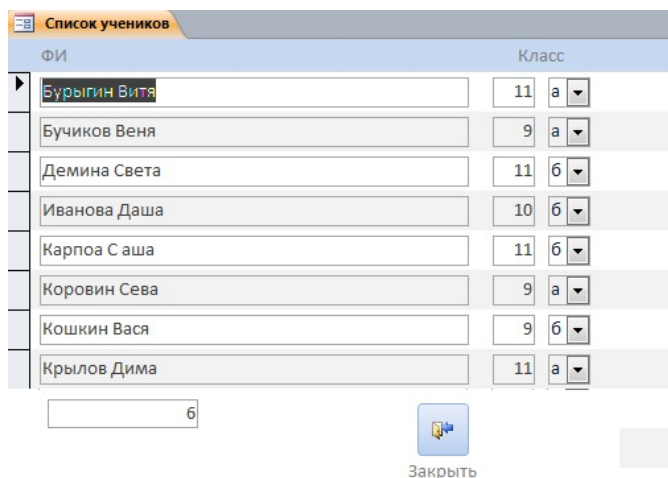 Список учеников
ФИ Класс
Бурыгин Витя 11 а
Бучиков Веня 9 а
Демина Света 11 б
Иванова Даша 10 б
Карпоа С аша 11 б
Коровин Сева 9 а
Кошкин Вася 9 б
Крылов Дима 11 а
6
Закрыть